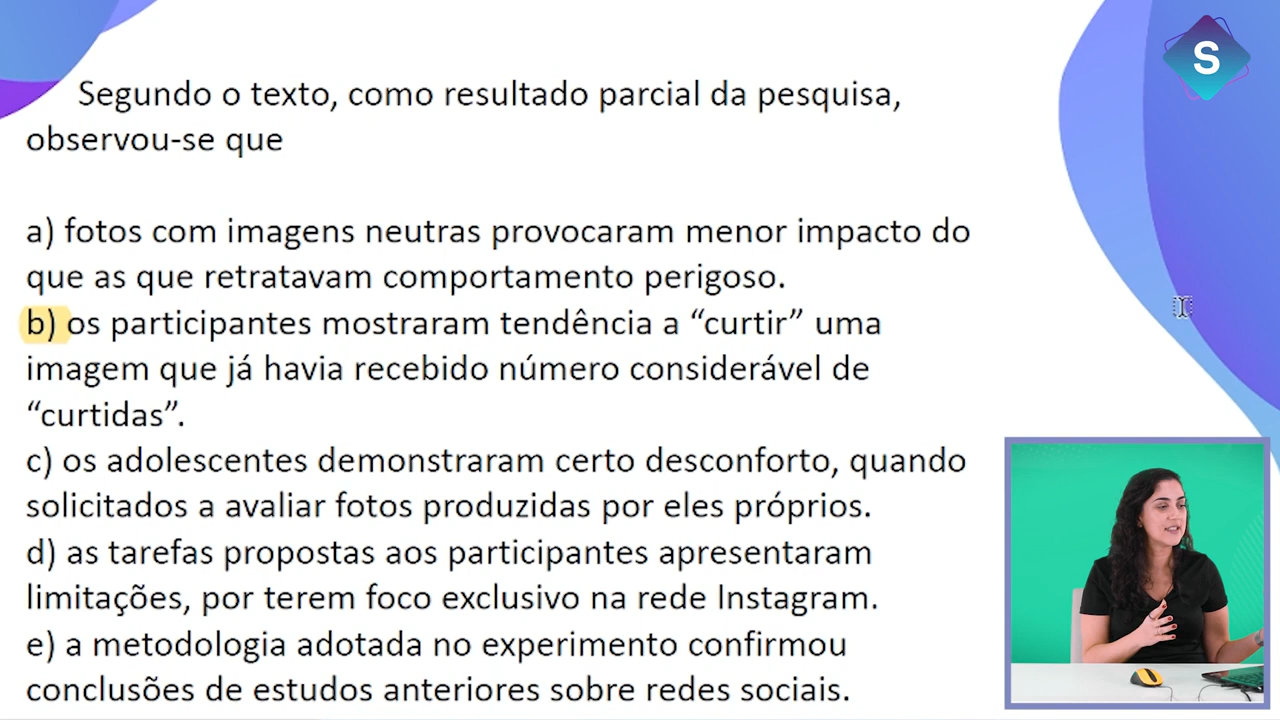 S
Segundo o texto, como resultado parcial da pesquisa,
observou-se que
a) fotos com imagens neutras provocaram menor impacto do
que as que retratavam comportamento perigoso.
b) os participantes mostraram tendência a “curtir” uma
imagem que já havia recebido número considerável de
“curtidas”.
c) os adolescentes demonstraram certo desconforto, quando
solicitados a avaliar fotos produzidas por eles próprios.
d) as tarefas propostas aos participantes apresentaram
limitações, por terem foco exclusivo na rede Instagram.
e) a metodologia adotada no experimento confirmou
conclusões de estudos anteriores sobre redes sociais.